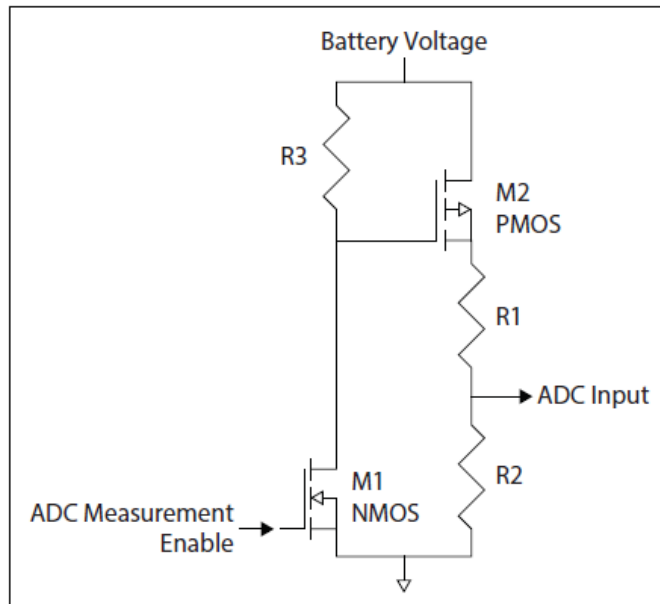 Battery Voltage
R3
M2
PMOS
R1
ADC Input
R2
M1
NMOS
ADC Measurement
Enable